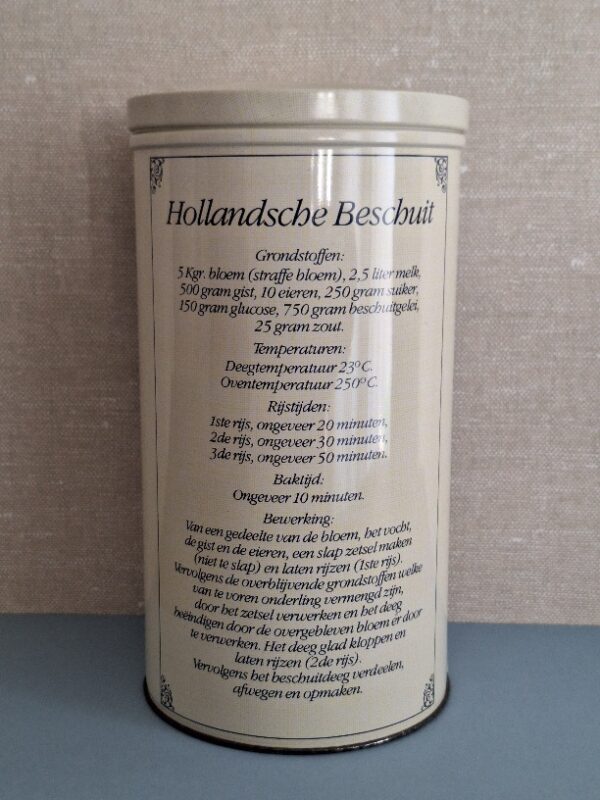 Hollandsche Beschuit
Grondstoffen:
5 Kgr. bloem (straffe bloem), 2,5 liter melk,
500 gram gist, 10 eieren, 250 gram suiker,
150 gram glucose, 750 gram beschuitgelei,
25 gram zout.
Temperaturen:
Deegtemperatuur 23° C.
Oventemperatuur 250° C.
Rijstijden:
1ste rijs, ongeveer 20 minuten,
2de rijs, ongeveer 30 minuten,
3de rijs, ongeveer 50 minuten.
Baktijd:
Ongeveer 10 minuten.
Bewerking:
Van een gedeelte van de bloem, het vocht,
de gist en de eieren, een slap zetsel maken
(niet te slap) en laten rijzen (1ste rijs).
Vervolgens de overblijvende grondstoffen welke
van te voren onderling vermengd zijn,
door het zetsel verwerken en het deeg
beëindigen door de overgebleven bloem er door
te verwerken. Het deeg glad kloppen en
laten rijzen (2de rijs).
Vervolgens het beschuitdeeg verdeelen,
afwegen en opmaken.